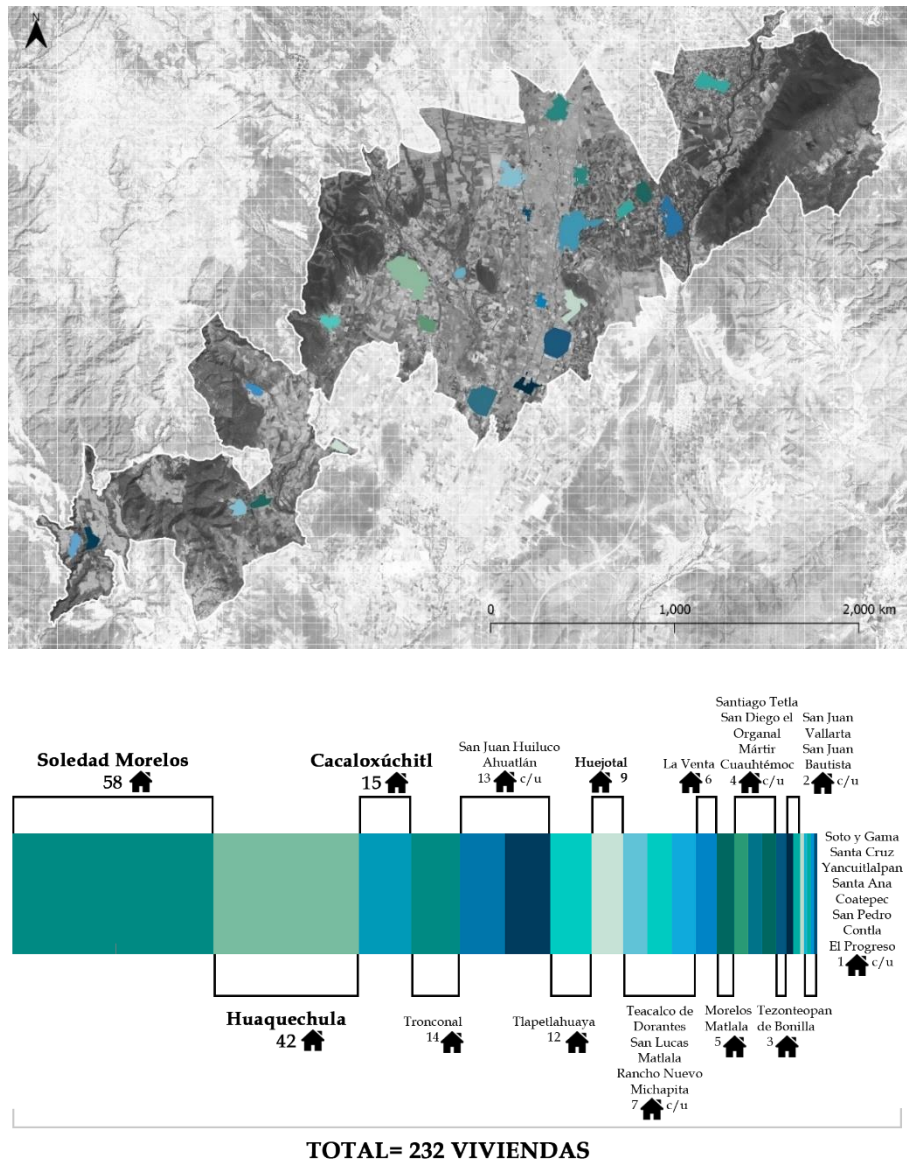 N
0
1,000
2,000 km
Soledad Morelos
58
Cacaloxúchitl
15
San Juan Huiluco
Ahuatlán
13 c/u
Huejotal
9
La Venta
6
Santiago Tetla
San Diego el
Organal
Mártir
Cuauhtémoc
4 c/u
San Juan
Vallarta
San Juan
Bautista
2 c/u
Soto y Gama
Santa Cruz
Yancuitlalpan
Santa Ana
Coatepec
San Pedro
Contla
El Progreso
1 c/u
Huaquechula
42
Tronconal
14
Tlapetlahuaya
12
Teacalco de
Dorantes
San Lucas
Matlala
Rancho Nuevo
Michapita
7 c/u
Morelos
Matlala
5
Tezonteopan
de Bonilla
3
TOTAL= 232 VIVIENDAS